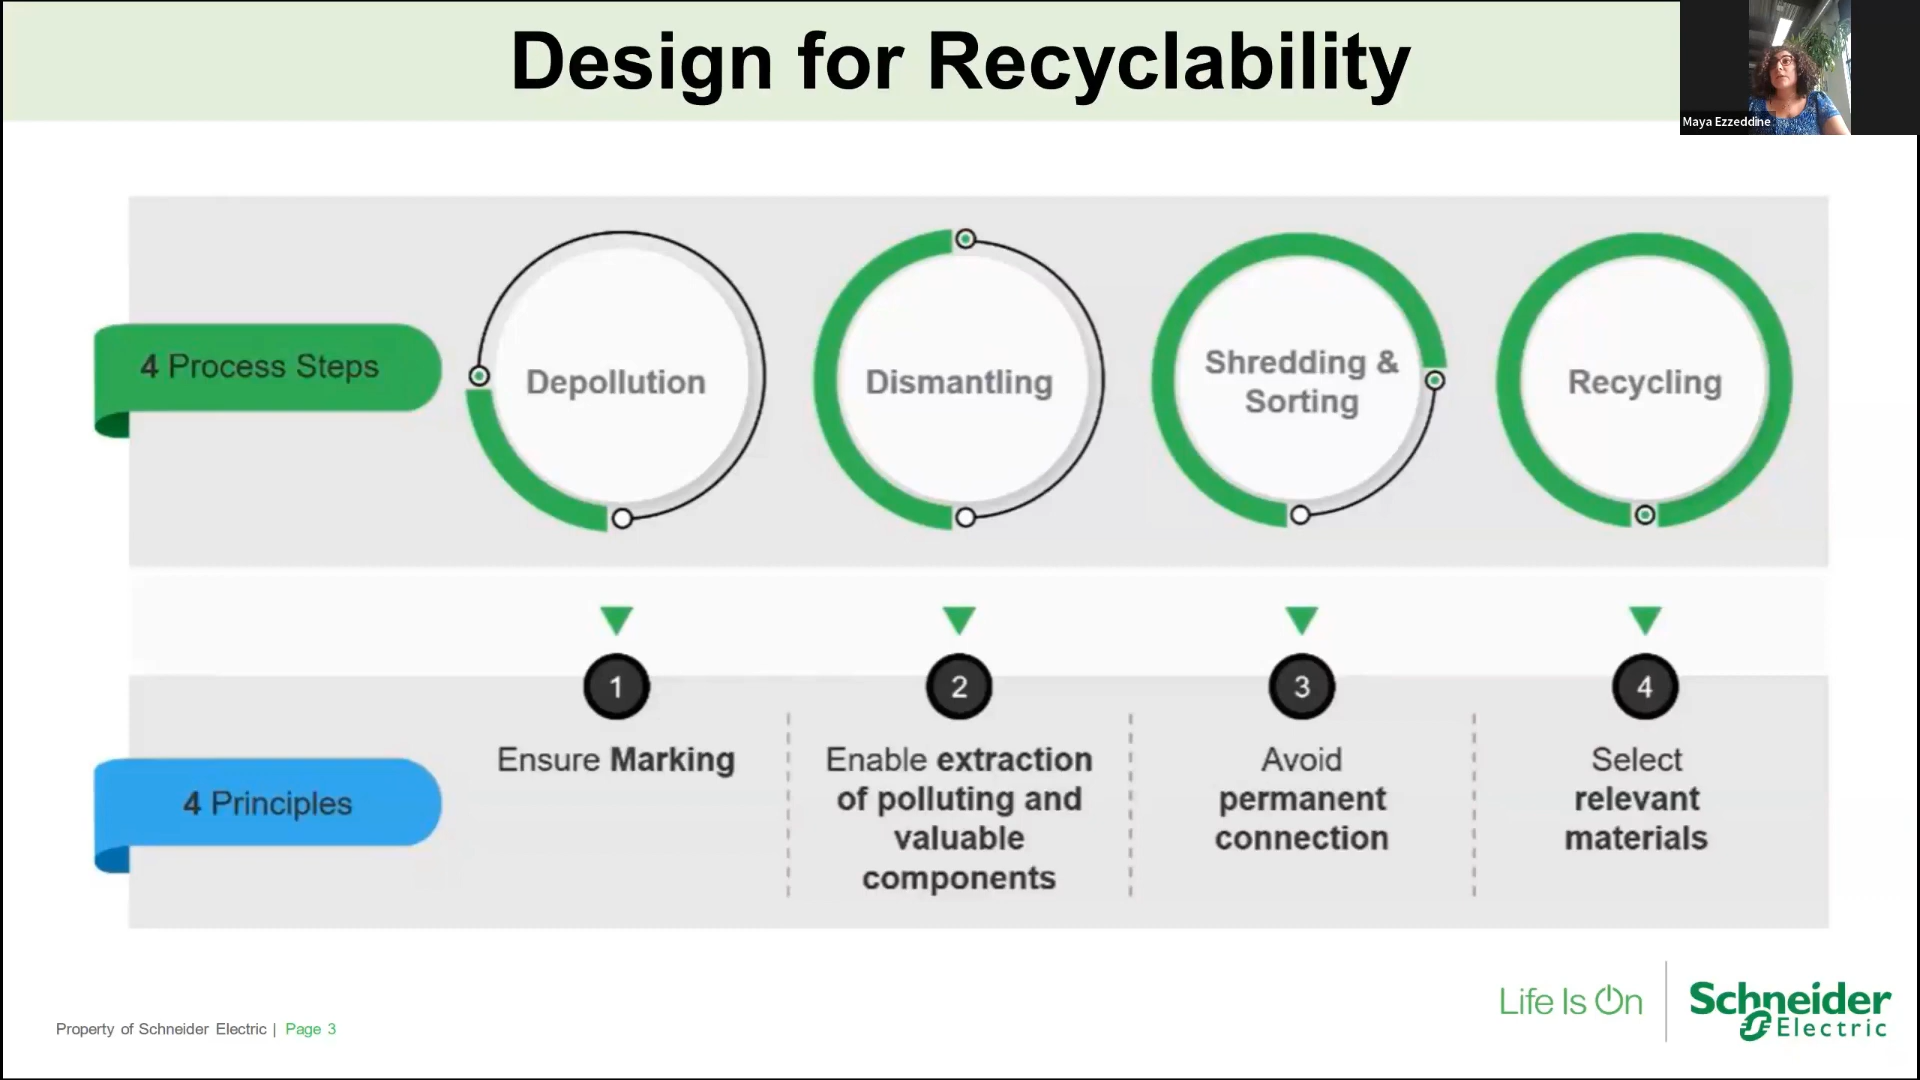 Design for Recyclability
Maya Ezzeddine
4 Process Steps
Depollution
Dismantling
Shredding &
Sorting
Recycling
1
2
3
4
4 Principles
Ensure Marking
Enable extraction
of polluting and
valuable
components
Avoid
permanent
connection
Select
relevant
materials
Property of Schneider Electric | Page 3
Life Is On
Schneider
Electric